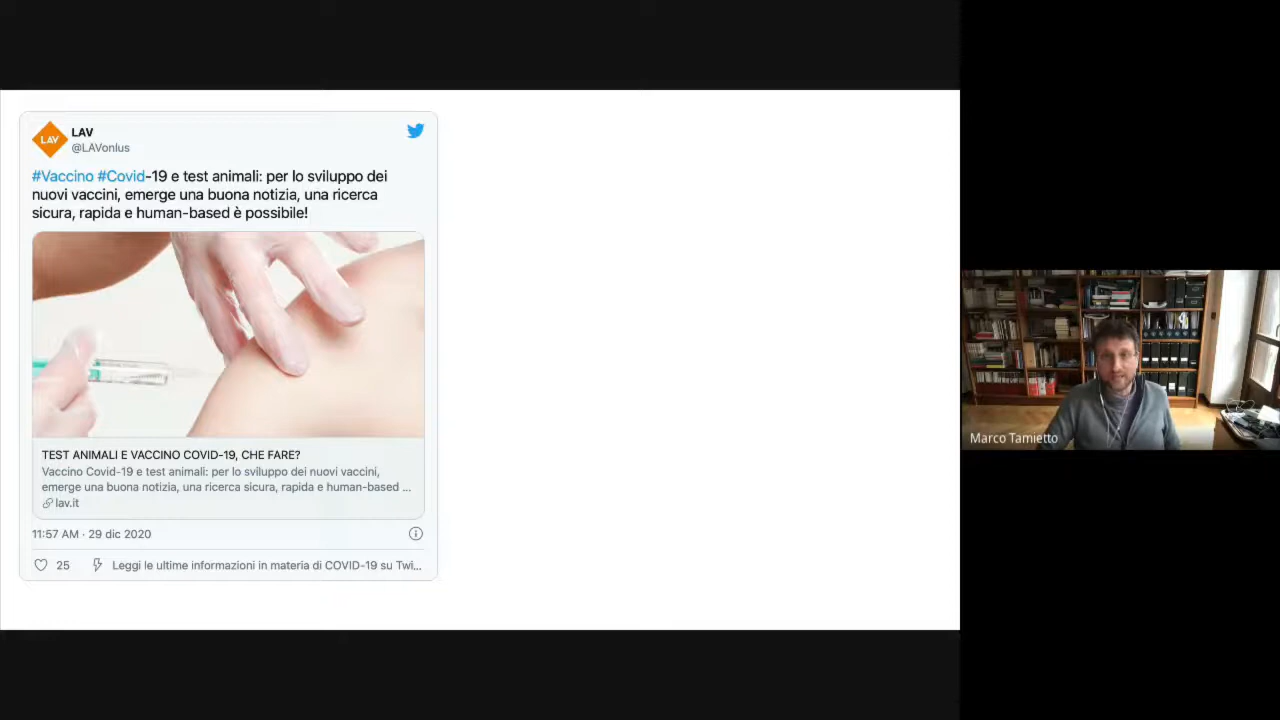 LAV
LAV
@LAVonlus
#Vaccino #Covid-19 e test animali: per lo sviluppo dei
nuovi vaccini, emerge una buona notizia, una ricerca
sicura, rapida e human-based è possibile!
TEST ANIMALI E VACCINO COVID-19, CHE FARE?
Vaccino Covid-19 e test animali: per lo sviluppo dei nuovi vaccini,
emerge una buona notizia, una ricerca sicura, rapida e human-based ...
lav.it
11:57 AM · 29 dic 2020
25
Leggi le ultime informazioni in materia di COVID-19 su Twi...
Marco Tamietto